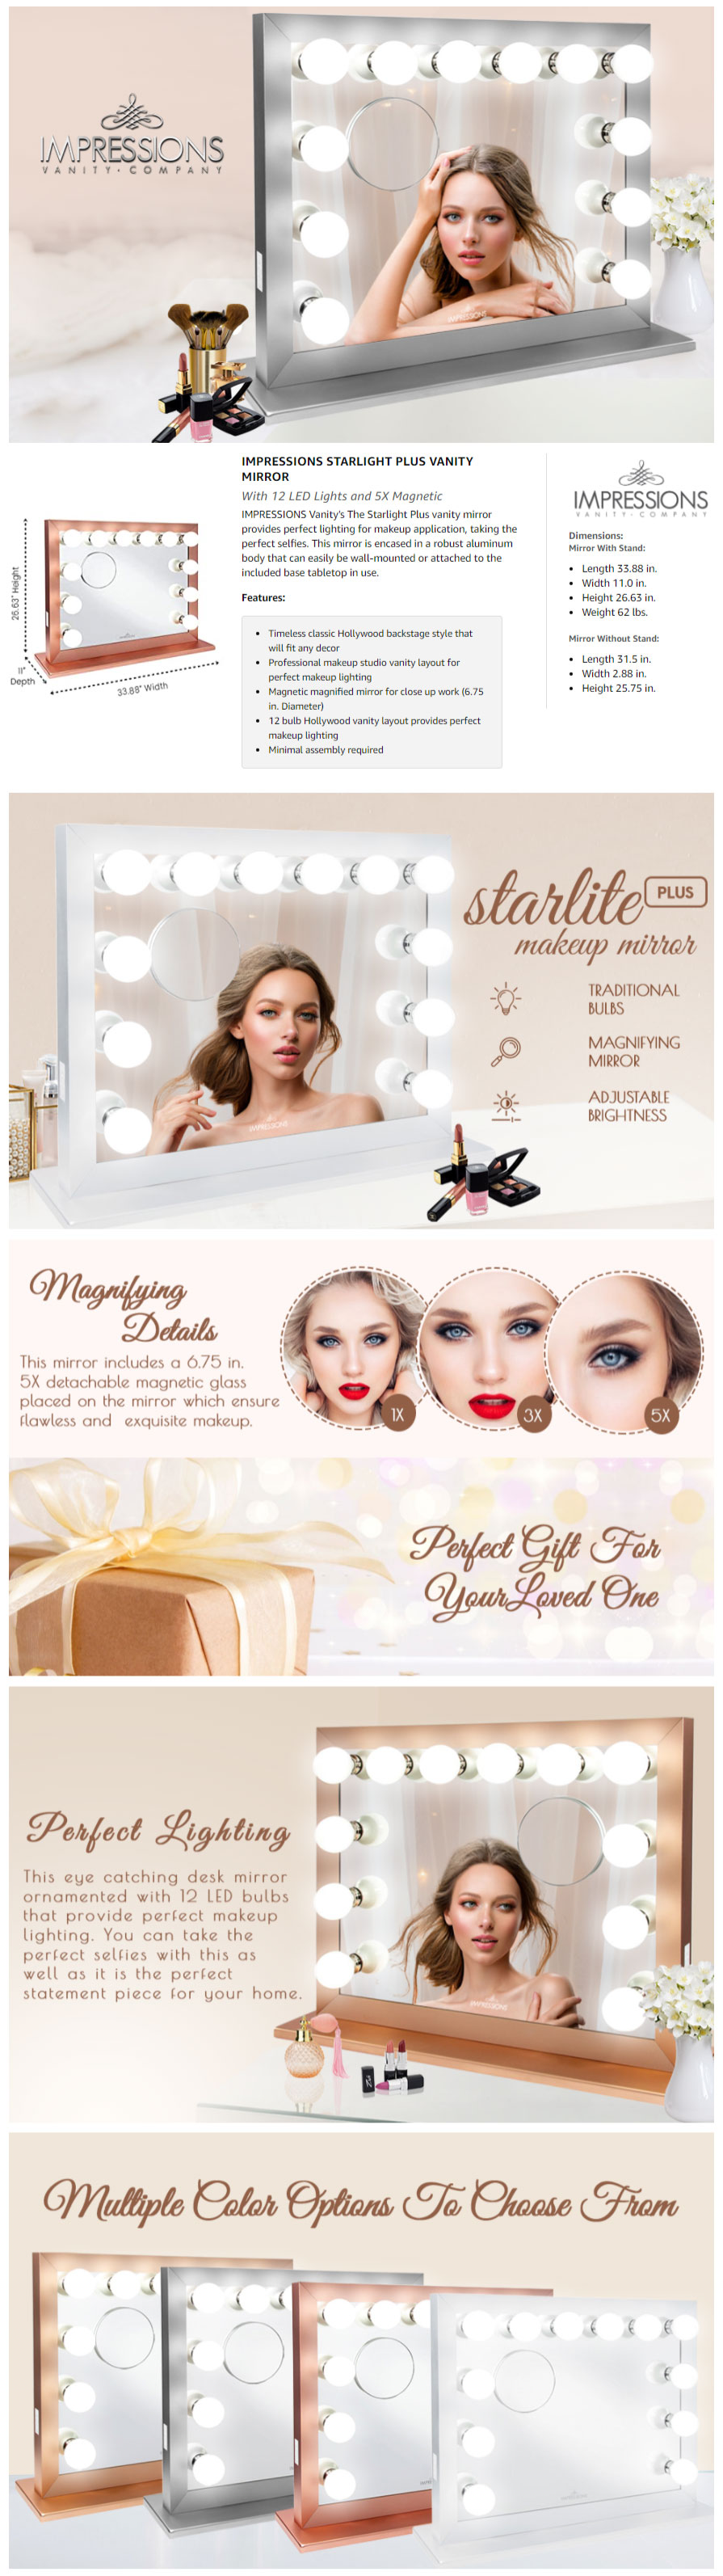 IMPRESSIONS
VANITY · COMPANY
IMPRESSIONS
IMPRESSIONS STARLIGHT PLUS VANITY
MIRROR
With 12 LED Lights and 5X Magnetic
IMPRESSIONS Vanity's The Starlight Plus vanity mirror
provides perfect lighting for makeup application, taking the
perfect selfies. This mirror is encased in a robust aluminum
body that can easily be wall-mounted or attached to the
included base tabletop in use.
Features:
Timeless classic Hollywood backstage style that
will fit any decor
Professional makeup studio vanity layout for
perfect makeup lighting
Magnetic magnified mirror for close up work (6.75
in. Diameter)
12 bulb Hollywood vanity layout provides perfect
makeup lighting
Minimal assembly required
26.63" Height
11"
Depth
33.88" Width
IMPRESSIONS
VANITY · COMPANY
Dimensions:
Mirror With Stand:
Length 33.88 in.
Width 11.0 in.
Height 26.63 in.
Weight 62 lbs.
Mirror Without Stand:
Length 31.5 in.
Width 2.88 in.
Height 25.75 in.
starlite PLUS
makeup mirror
TRADITIONAL
BULBS
MAGNIFYING
MIRROR
ADJUSTABLE
BRIGHTNESS
IMPRESSIONS
Magnifying
Details
This mirror includes a 6.75 in.
5X detachable magnetic glass
placed on the mirror which ensure
flawless and exquisite makeup.
1X
3X
5X
Perfect Gift For
Your Loved One
Perfect Lighting
This eye catching desk mirror
ornamented with 12 LED bulbs
that provide perfect makeup
lighting. You can take the
perfect selfies with this as
well as it is the perfect
statement piece for your home.
IMPRESSIONS
Multiple Color Options To Choose From